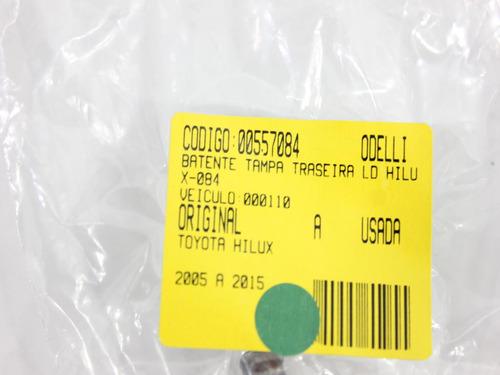 CODIGO:00557084 ODELLI
BATENTE TAMPA TRASEIRA LD HILU
X-084
VEICULO:000110
ORIGINAL A USADA
TOYOTA HILUX
2005 A 2015